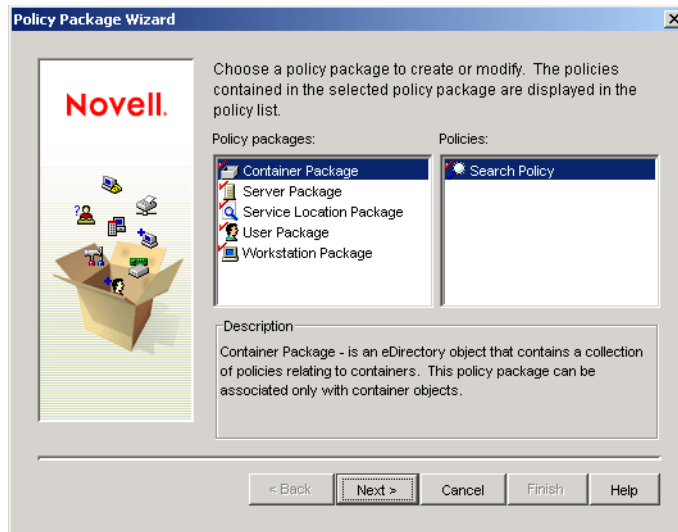 Policy Package Wizard
Novell.
Choose a policy package to create or modify. The policies
contained in the selected policy package are displayed in the
policy list.
Policy packages:
Policies:
Container Package
Server Package
Service Location Package
User Package
Workstation Package
Search Policy
Description
Container Package - is an eDirectory object that contains a collection
of policies relating to containers. This policy package can be
associated only with container objects.
< Back
Next >
Cancel
Finish
Help